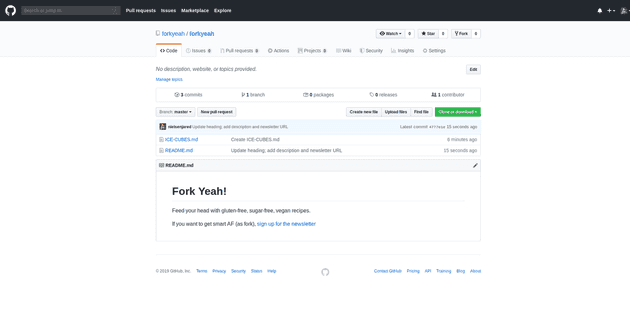 Search or jump to...
Pull requests Issues Marketplace Explore
forkyeah / forkyeah
Watch 0 Star 0 Fork 0
Code Issues 0 Pull requests 0 Actions Projects 0 Wiki Security Insights Settings
No description, website, or topics provided.
Edit
Manage topics
3 commits 1 branch 0 packages 0 releases 1 contributor
Branch: master New pull request Create new file Upload files Find file Clone or download
nielsenjared Update heading; add description and newsletter URL Latest commit 15 seconds ago
ICE-CUBES.md Create ICE-CUBES.md 6 minutes ago
README.md Update heading; add description and newsletter URL 15 seconds ago
README.md
Fork Yeah!
Feed your head with gluten-free, sugar-free, vegan recipes.
If you want to get smart AF (as fork), sign up for the newsletter
© 2019 GitHub, Inc. Terms Privacy Security Status Help Contact GitHub Pricing API Training Blog About